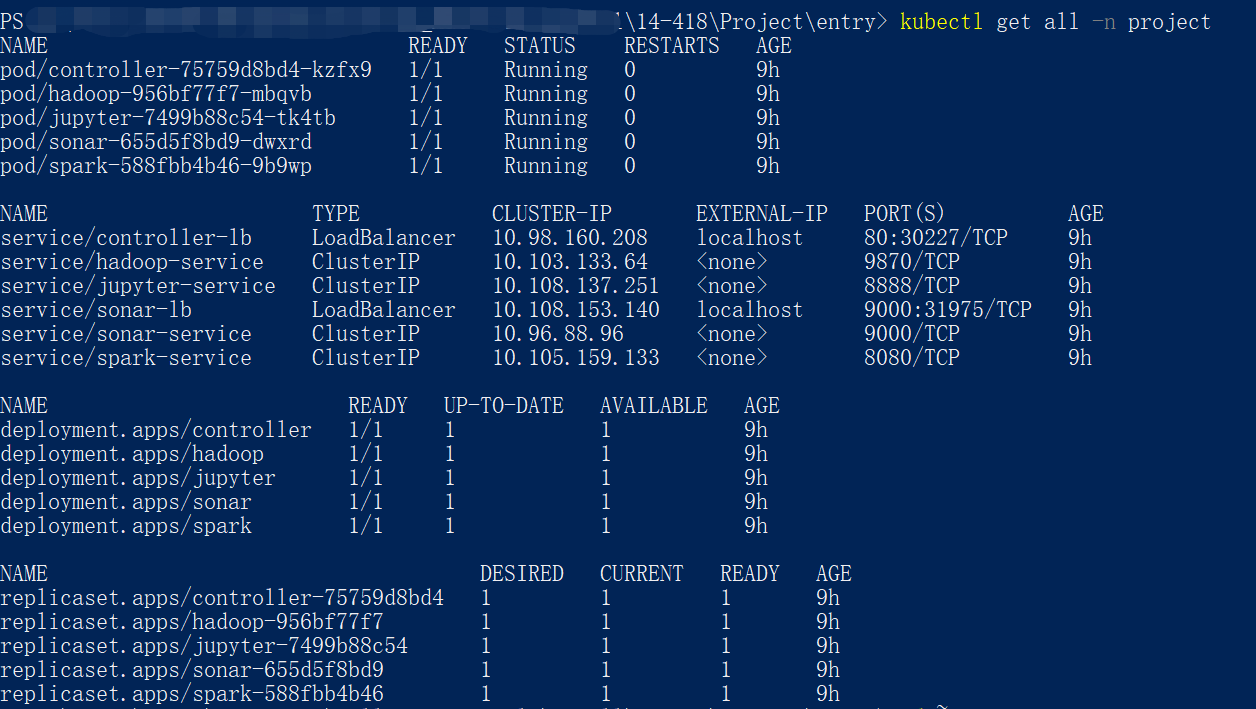 PS \14-418\Project\entry> kubectl get all -n project
NAME READY STATUS RESTARTS AGE
pod/controller-75759d8bd4-kzfx9 1/1 Running 0 9h
pod/hadoop-956bf77f7-mbqvb 1/1 Running 0 9h
pod/jupyter-7499b88c54-tk4tb 1/1 Running 0 9h
pod/sonar-655d5f8bd9-dwxrd 1/1 Running 0 9h
pod/spark-588fbb4b46-9b9wp 1/1 Running 0 9h
NAME TYPE CLUSTER-IP EXTERNAL-IP PORT(S) AGE
service/controller-lb LoadBalancer 10.98.160.208 localhost 80:30227/TCP 9h
service/hadoop-service ClusterIP 10.103.133.64 <none> 9870/TCP 9h
service/jupyter-service ClusterIP 10.108.137.251 <none> 8888/TCP 9h
service/sonar-lb LoadBalancer 10.108.153.140 localhost 9000:31975/TCP 9h
service/sonar-service ClusterIP 10.96.88.96 <none> 9000/TCP 9h
service/spark-service ClusterIP 10.105.159.133 <none> 8080/TCP 9h
NAME READY UP-TO-DATE AVAILABLE AGE
deployment.apps/controller 1/1 1 1 9h
deployment.apps/hadoop 1/1 1 1 9h
deployment.apps/jupyter 1/1 1 1 9h
deployment.apps/sonar 1/1 1 1 9h
deployment.apps/spark 1/1 1 1 9h
NAME DESIRED CURRENT READY AGE
replicaset.apps/controller-75759d8bd4 1 1 1 9h
replicaset.apps/hadoop-956bf77f7 1 1 1 9h
replicaset.apps/jupyter-7499b88c54 1 1 1 9h
replicaset.apps/sonar-655d5f8bd9 1 1 1 9h
replicaset.apps/spark-588fbb4b46 1 1 1 9h